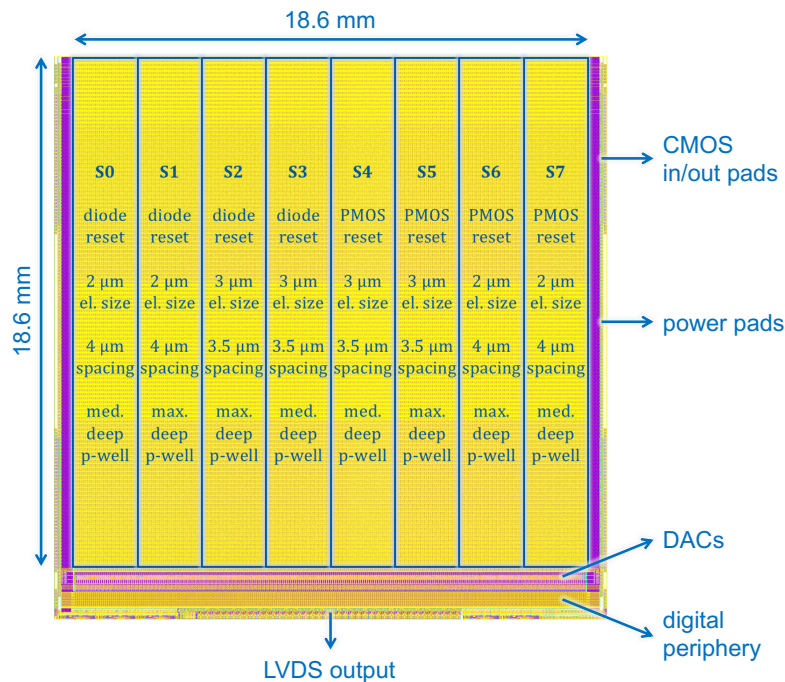 18.6 mm
18.6 mm
S0 S1 S2 S3 S4 S5 S6 S7
diode diode diode diode PMOS PMOS PMOS PMOS
reset reset reset reset reset reset reset reset
2 µm 2 µm 3 µm 3 µm 3 µm 3 µm 2 µm 2 µm
el. size el. size el. size el. size el. size el. size el. size el. size
4 µm 4 µm 3.5 µm 3.5 µm 3.5 µm 3.5 µm 4 µm 4 µm
spacing spacing spacing spacing spacing spacing spacing spacing
med. max. max. med. med. max. max. med.
deep deep deep deep deep deep deep deep
p-well p-well p-well p-well p-well p-well p-well p-well
CMOS
in/out pads
power pads
DACs
digital
periphery
LVDS output